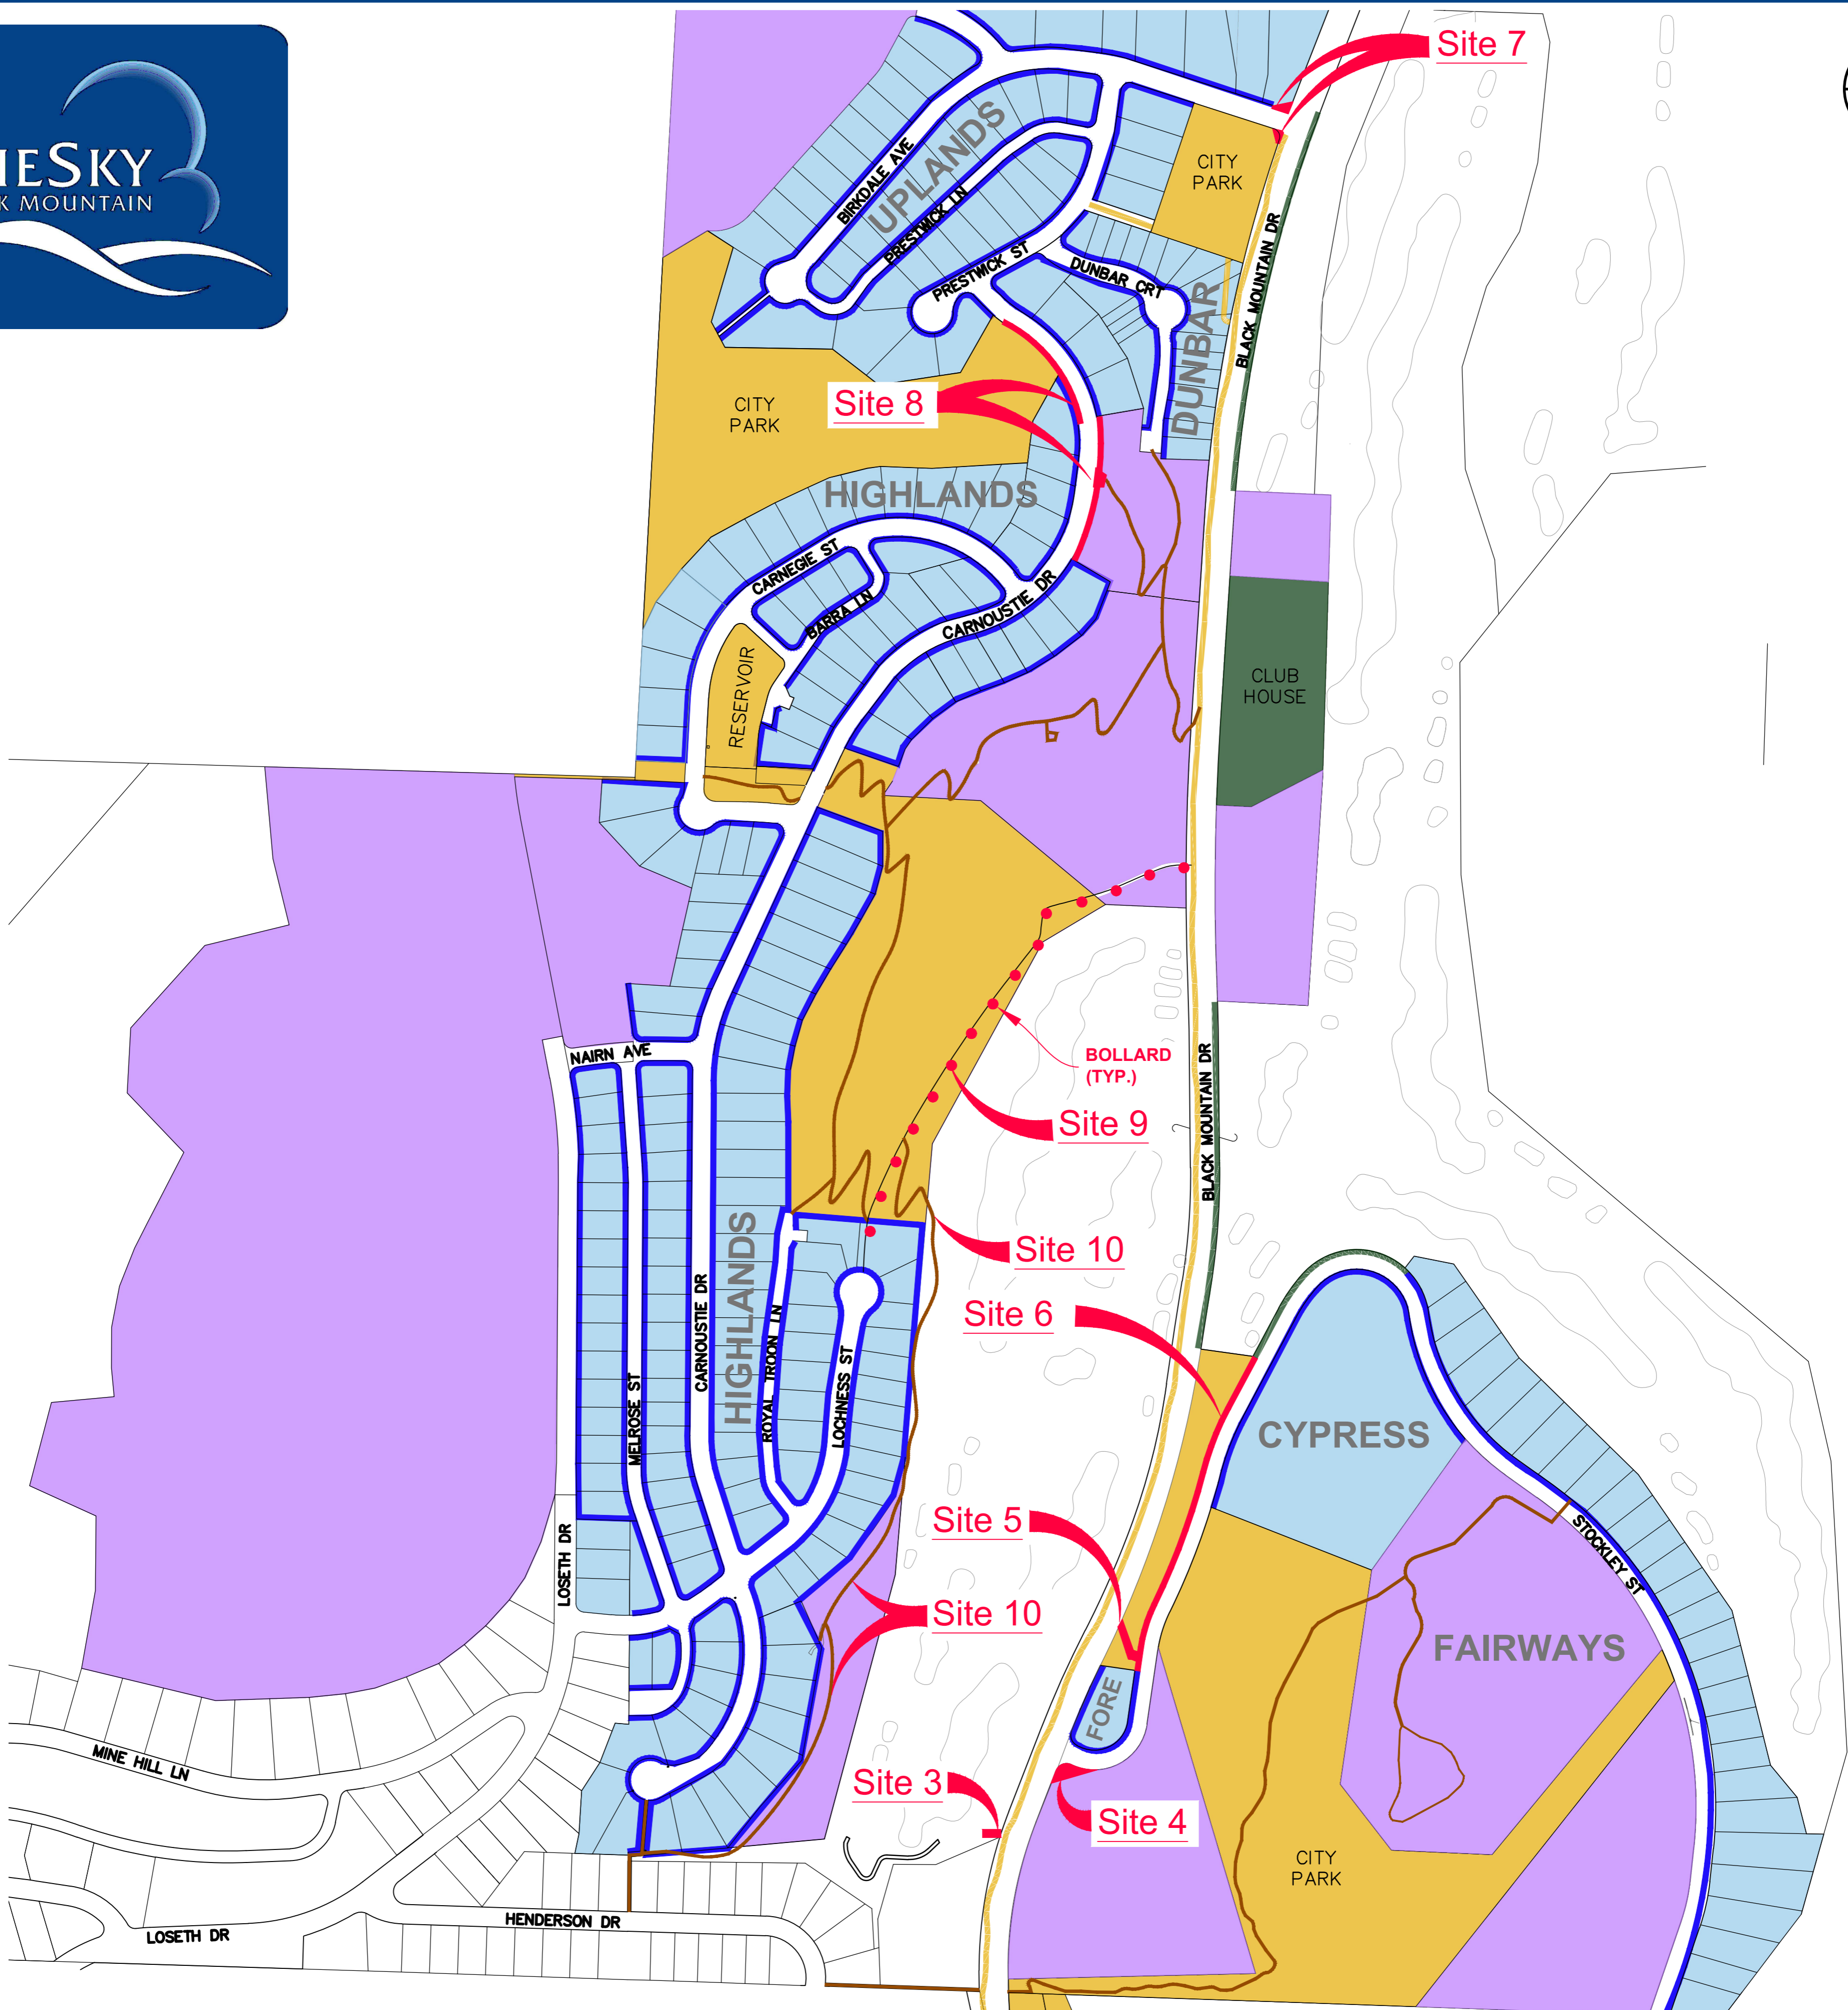 IESKY
K MOUNTAIN
Site 7
CITY
PARK
BIRKDALE AVE
UPLANDS
PRESTWICK LN
PRESTWICK ST
DUNBAR CRT
DUNBAR
BLACK MOUNTAIN DR
Site 8
CITY
PARK
HIGHLANDS
CARNEGIE ST
BARRA LN
CARNOUSTIE DR
RESERVOIR
CLUB
HOUSE
NAIRN AVE
BOLLARD
(TYP.)
BLACK MOUNTAIN DR
Site 9
Site 10
HIGHLANDS
CARNOUSTIE DR
ROYAL TROON LN
LOCHNESS ST
MELROSE ST
Site 6
CYPRESS
Site 5
STOCKLEY ST
LOSETH DR
Site 10
FAIRWAYS
FORE
MINE HILL LN
Site 3
Site 4
CITY
PARK
HENDERSON DR
LOSETH DR